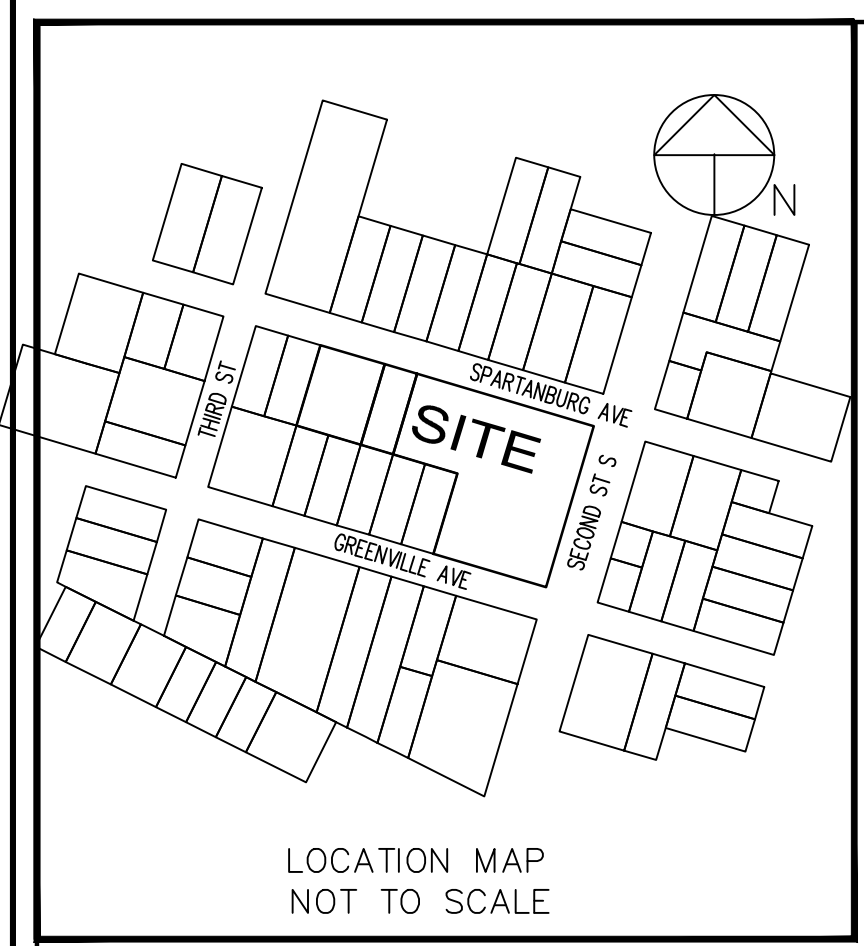 N
SPARTANBURG AVE
THIRD ST
SITE
SECOND ST S
GREENVILLE AVE
LOCATION MAP
NOT TO SCALE